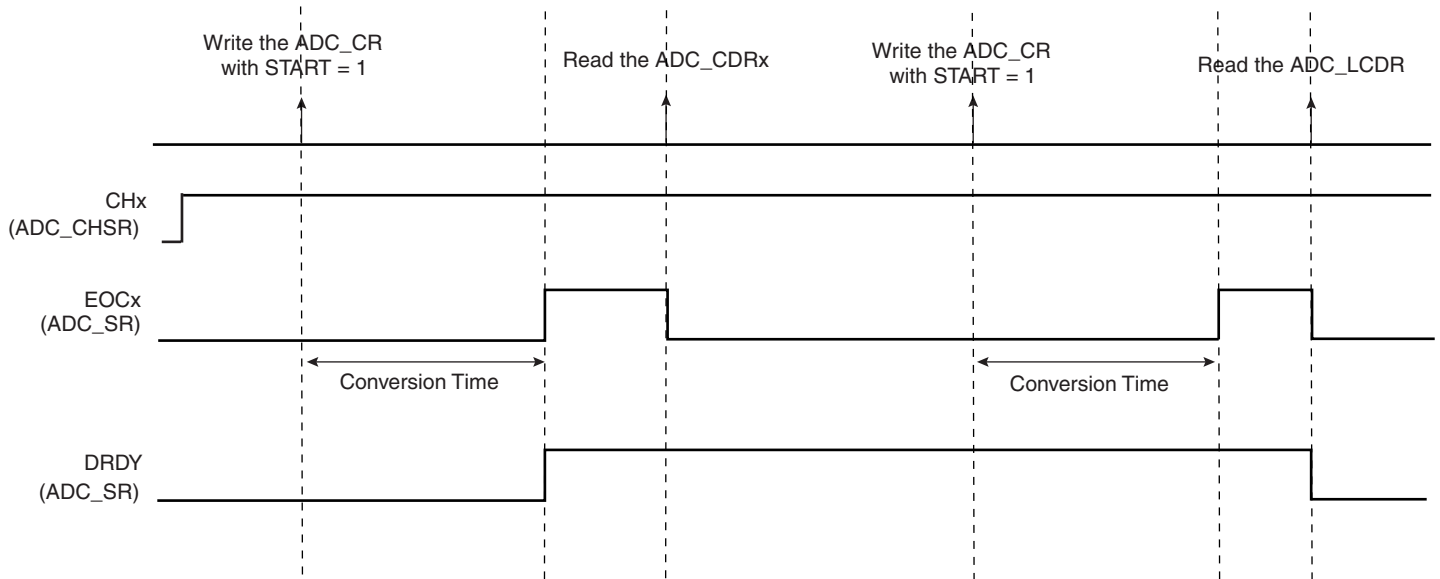 Write the ADC_CR
with START = 1
Read the ADC_CDRx
Write the ADC_CR
with START = 1
Read the ADC_LCDR
CHx
(ADC_CHSR)
EOCx
(ADC_SR)
Conversion Time
Conversion Time
DRDY
(ADC_SR)